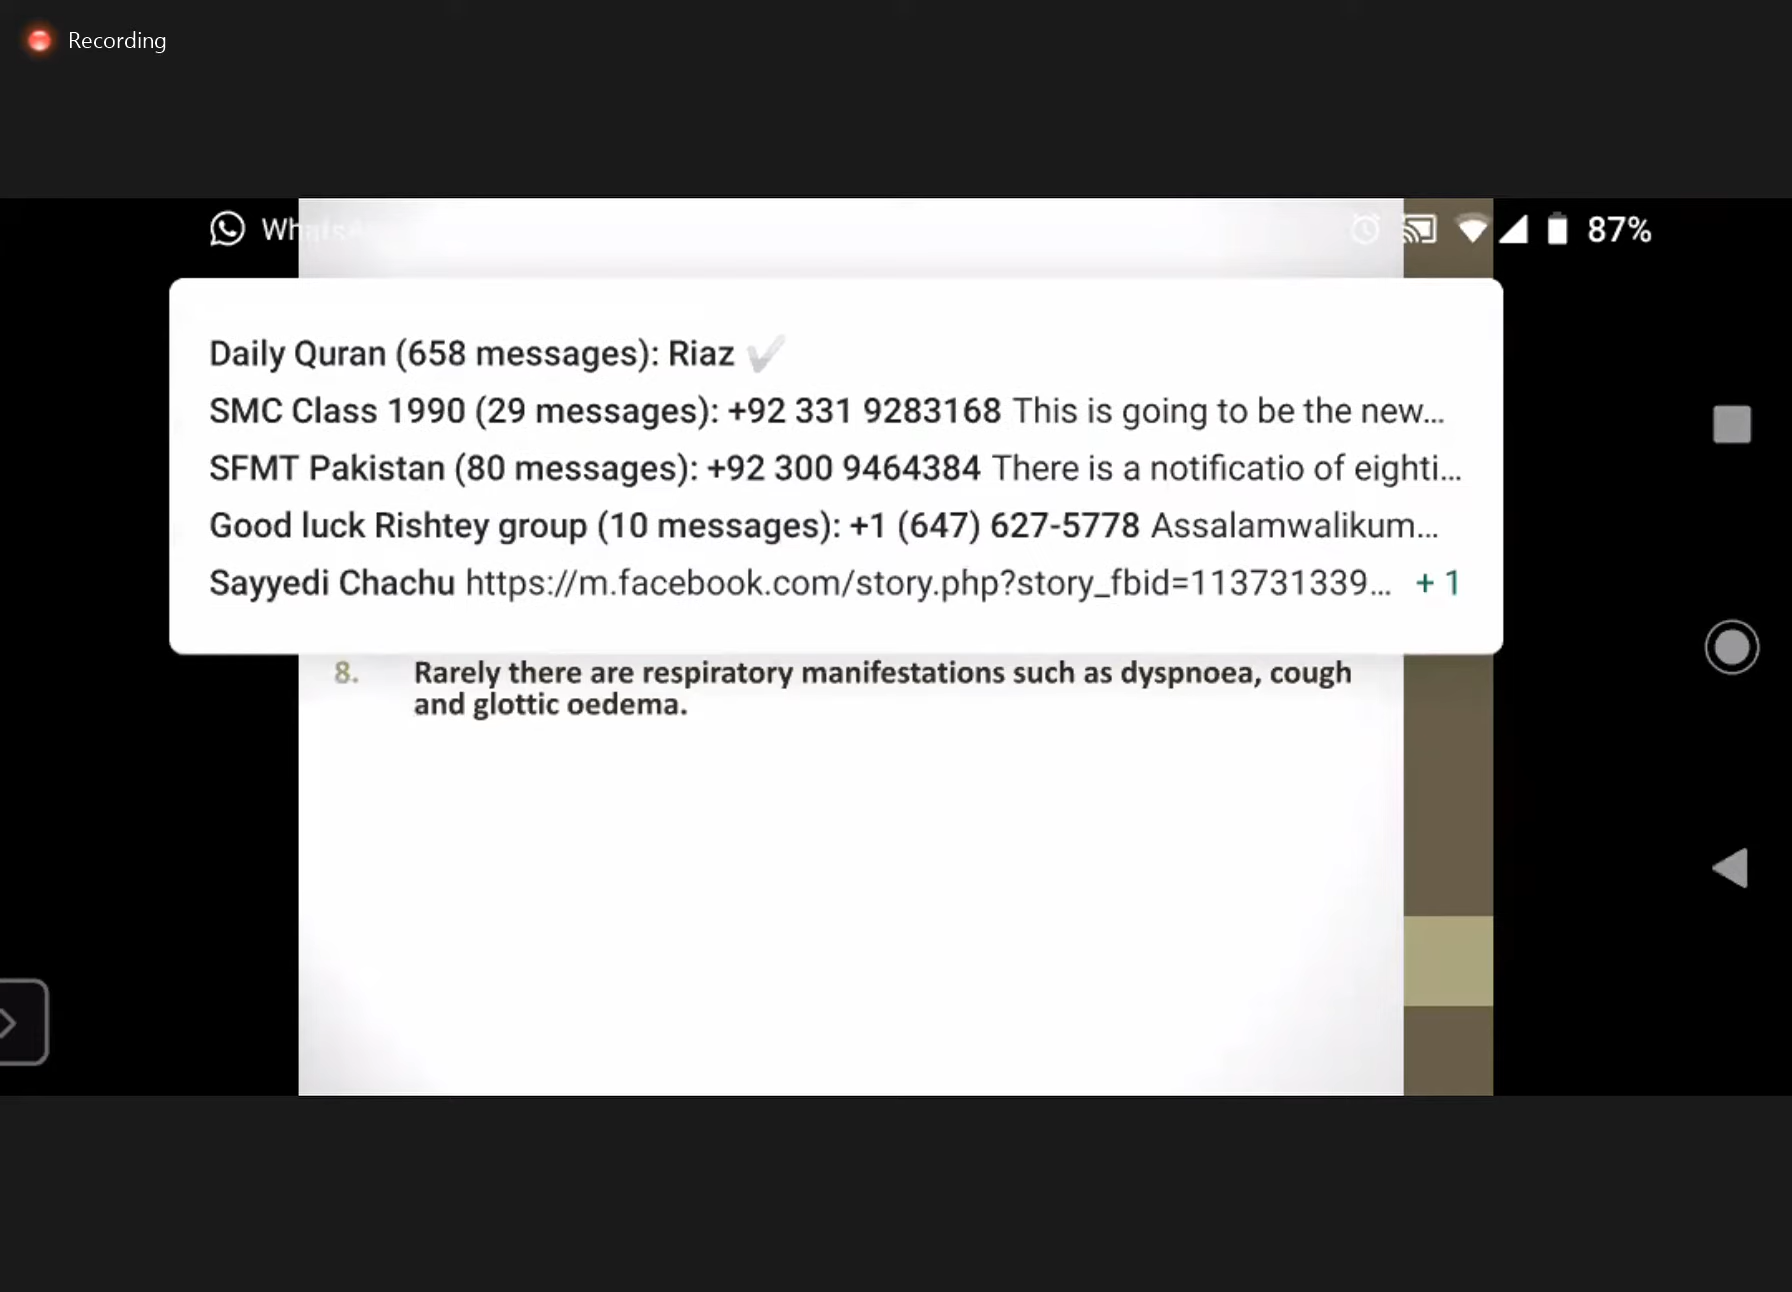 Recording
WhatsA
87%
Daily Quran (658 messages): Riaz ✔
SMC Class 1990 (29 messages): +92 331 9283168 This is going to be the new...
SFMT Pakistan (80 messages): +92 300 9464384 There is a notificatio of eighti...
Good luck Rishtey group (10 messages): +1 (647) 627-5778 Assalamwalikum...
Sayyedi Chachu https://m.facebook.com/story.php?story_fbid=113731339... + 1
8. Rarely there are respiratory manifestations such as dyspnoea, cough
and glottic oedema.